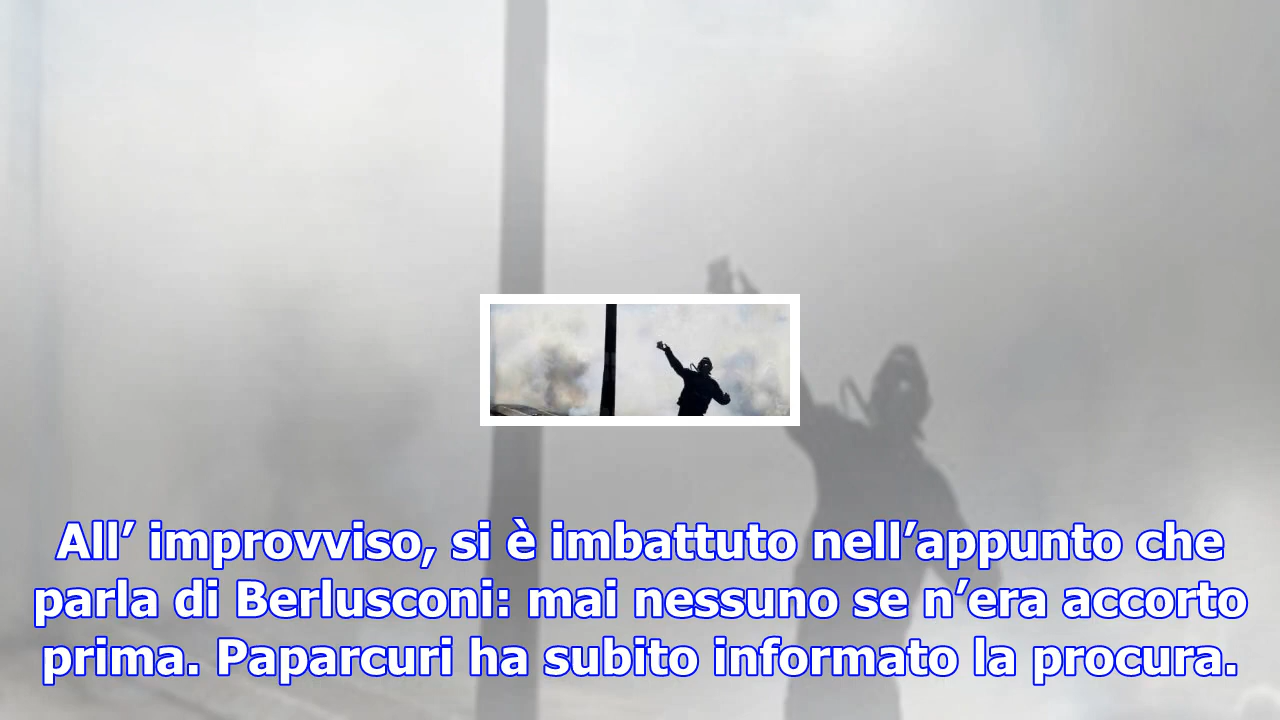 All’ improvviso, si è imbattuto nell’appunto che
parla di Berlusconi: mai nessuno se n’era accorto
prima. Paparcuri ha subito informato la procura.